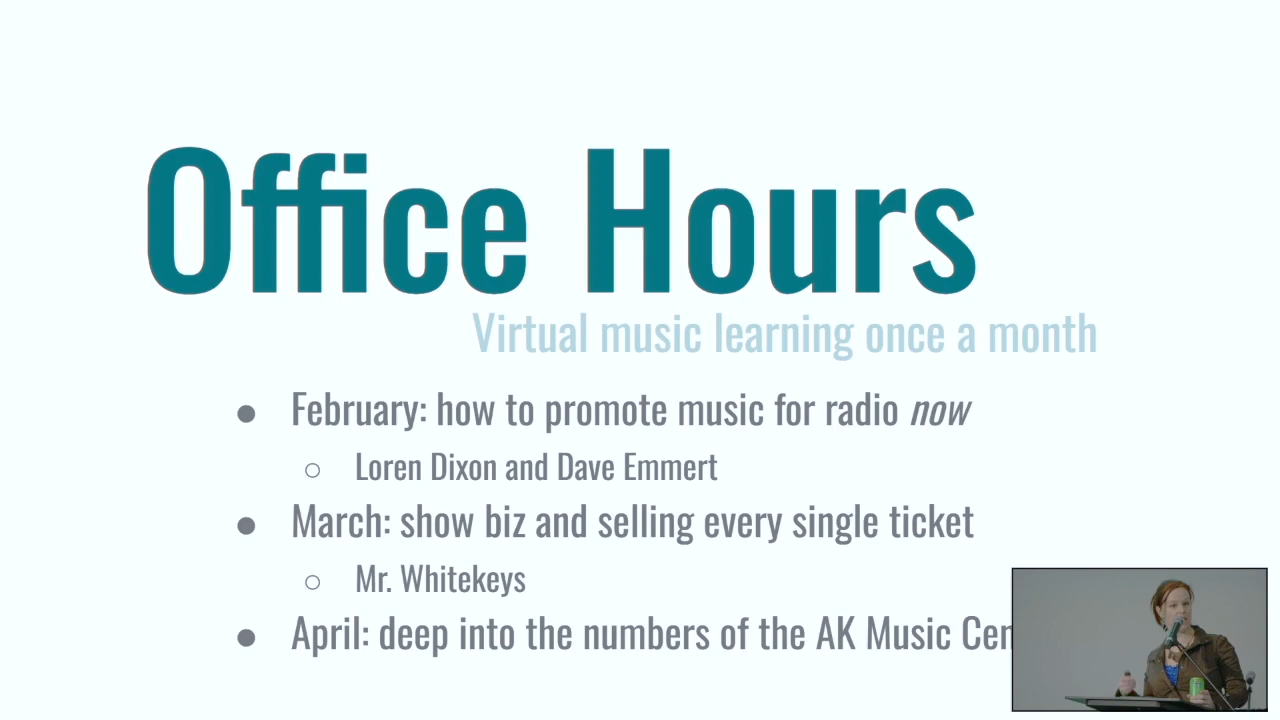 Office Hours
Virtual music learning once a month
● February: how to promote music for radio now
○ Loren Dixon and Dave Emmert
● March: show biz and selling every single ticket
○ Mr. Whitekeys
● April: deep into the numbers of the AK Music